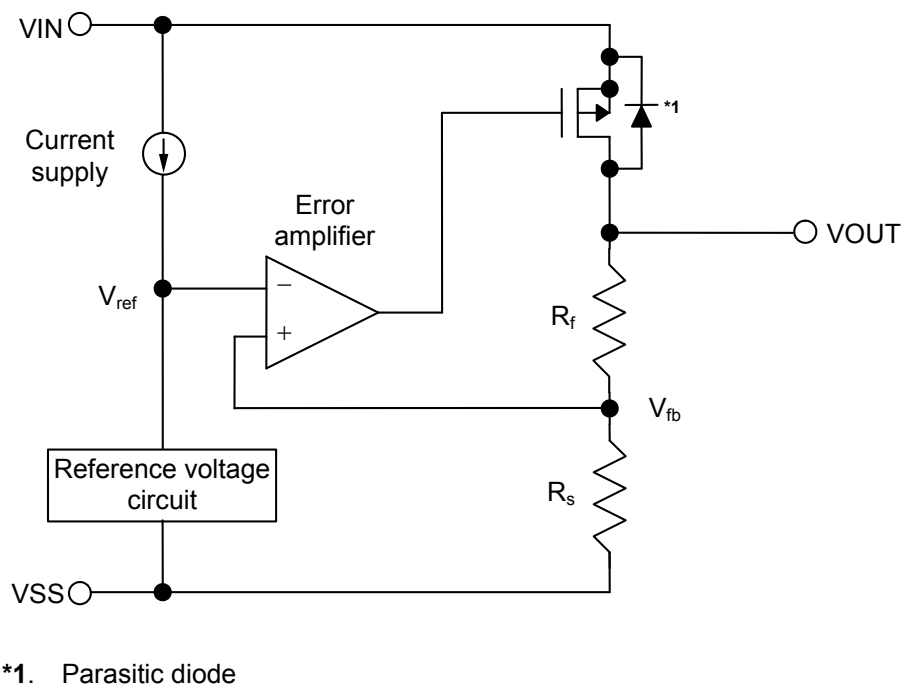 VIN
*1
Current
supply
Error
amplifier
VOUT
Vref
−
+
Rf
Vfb
Reference voltage
circuit
Rs
VSS
*1. Parasitic diode